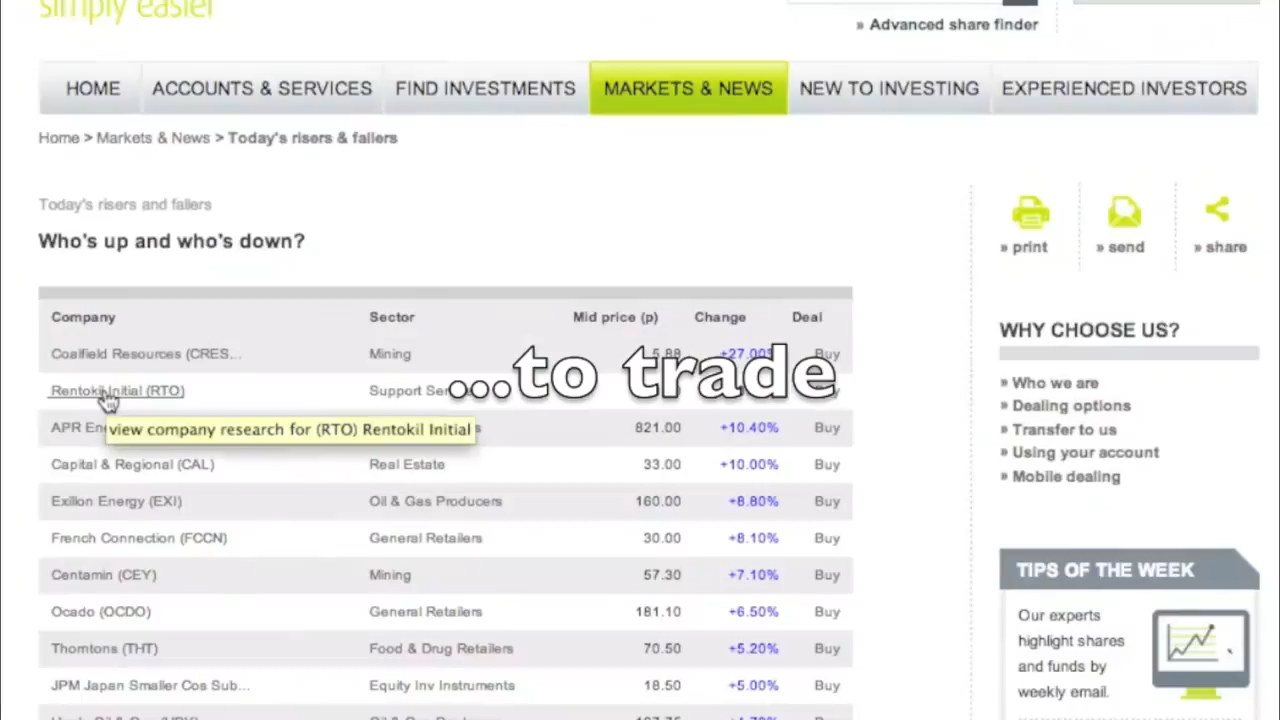 simply easier
» Advanced share finder
HOME ACCOUNTS & SERVICES FIND INVESTMENTS MARKETS & NEWS NEW TO INVESTING EXPERIENCED INVESTORS
Home > Markets & News > Today's risers & fallers
Today's risers and fallers
Who's up and who's down?
» print » send » share
Company Sector Mid price (p) Change Deal
Coalfield Resources (CRES... Mining 5.88 +27.00% Buy
...to trade
Rentokil Initial (RTO) Support
view company research for (RTO) Rentokil Initial
APR 821.00 +10.40% Buy
Capital & Regional (CAL) Real Estate 33.00 +10.00% Buy
Exillon Energy (EXI) Oil & Gas Producers 160.00 +8.80% Buy
French Connection (FCCN) General Retailers 30.00 +8.10% Buy
Centamin (CEY) Mining 57.30 +7.10% Buy
Ocado (OCDO) General Retailers 181.10 +6.50% Buy
Thorntons (THT) Food & Drug Retailers 70.50 +5.20% Buy
JPM Japan Smaller Cos Sub... Equity Inv Instruments 18.50 +5.00% Buy
WHY CHOOSE US?
» Who we are
» Dealing options
» Transfer to us
» Using your account
» Mobile dealing
TIPS OF THE WEEK
Our experts
highlight shares
and funds by
weekly email.